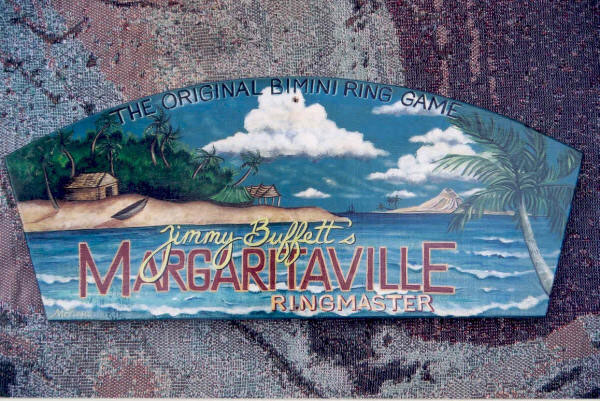 THE ORIGINAL BIMINI RING GAME
Jimmy Buffett's
MARGARITAVILLE
RINGMASTER